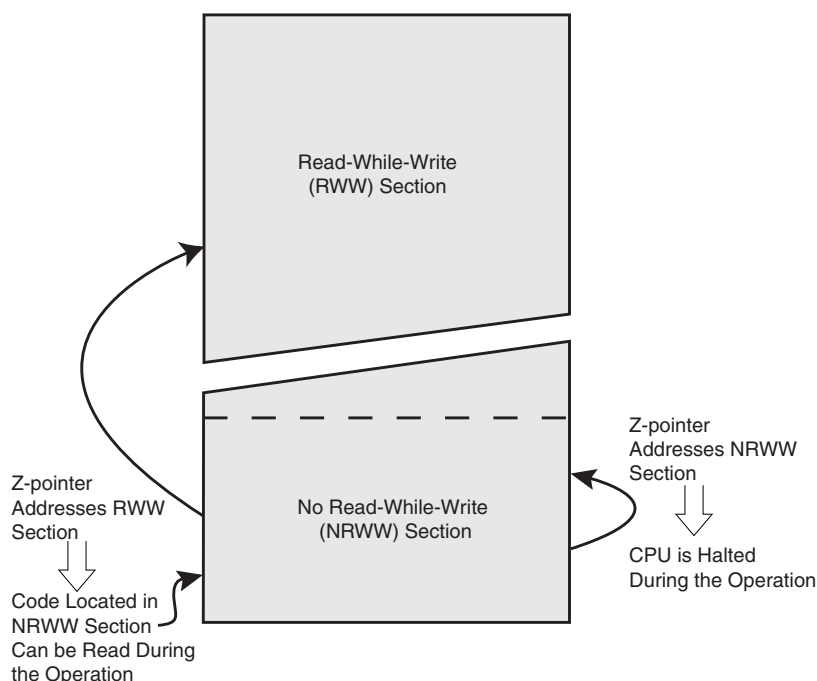 Read-While-Write
(RWW) Section
Z-pointer
Addresses NRWW
Section
Z-pointer
Addresses RWW
Section
No Read-While-Write
(NRWW) Section
CPU is Halted
During the Operation
Code Located in
NRWW Section
Can be Read During
the Operation